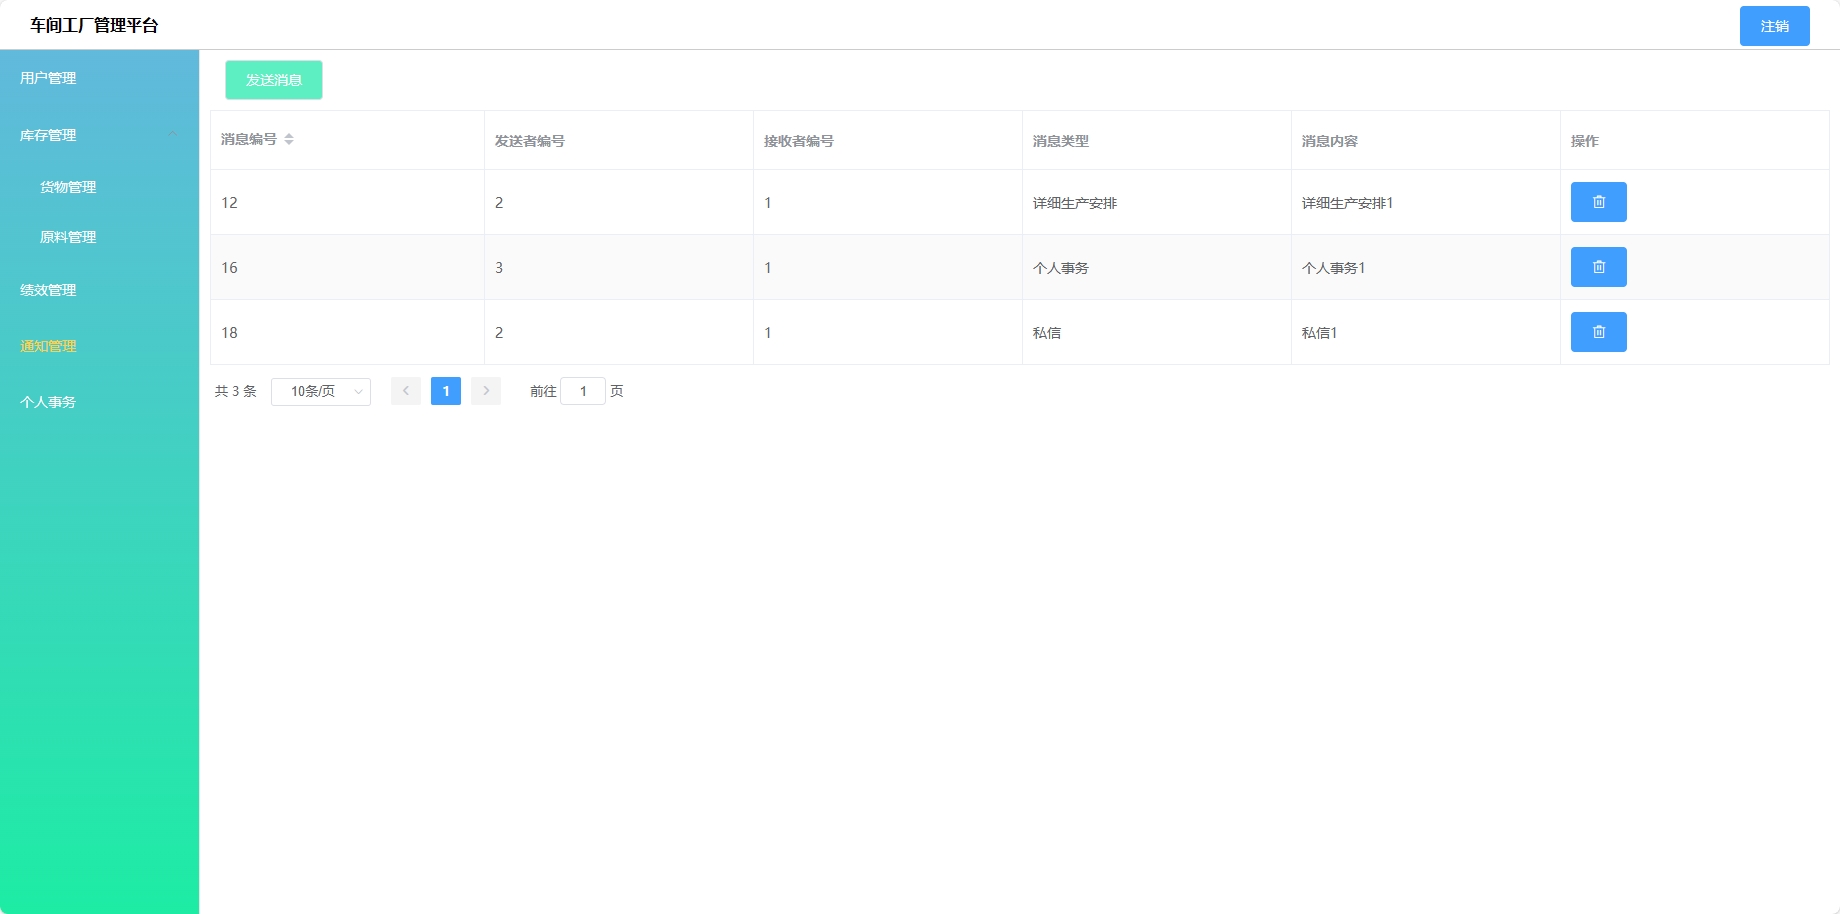 车间工厂管理平台
注销
用户管理
库存管理
货物管理
原料管理
绩效管理
通知管理
个人事务
发送消息
消息编号 发送者编号 接收者编号 消息类型 消息内容 操作
12 2 1 详细生产安排 详细生产安排1
16 3 1 个人事务 个人事务1
18 2 1 私信 私信1
共 3 条 10条/页 1 前往 1 页